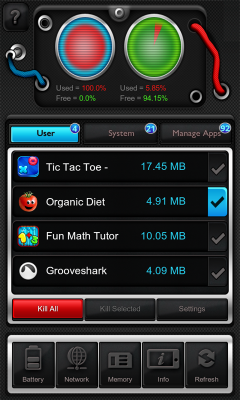 ?
Used = 100.0% Used = 5.85%
Free = 0.0% Free = 94.15%
4 21 92
User System Manage Apps
Tic Tac Toe - 17.45 MB
Organic Diet 4.91 MB
Fun Math Tutor 10.05 MB
Grooveshark 4.09 MB
Kill All Kill Selected Settings
Battery Network Memory Info Refresh